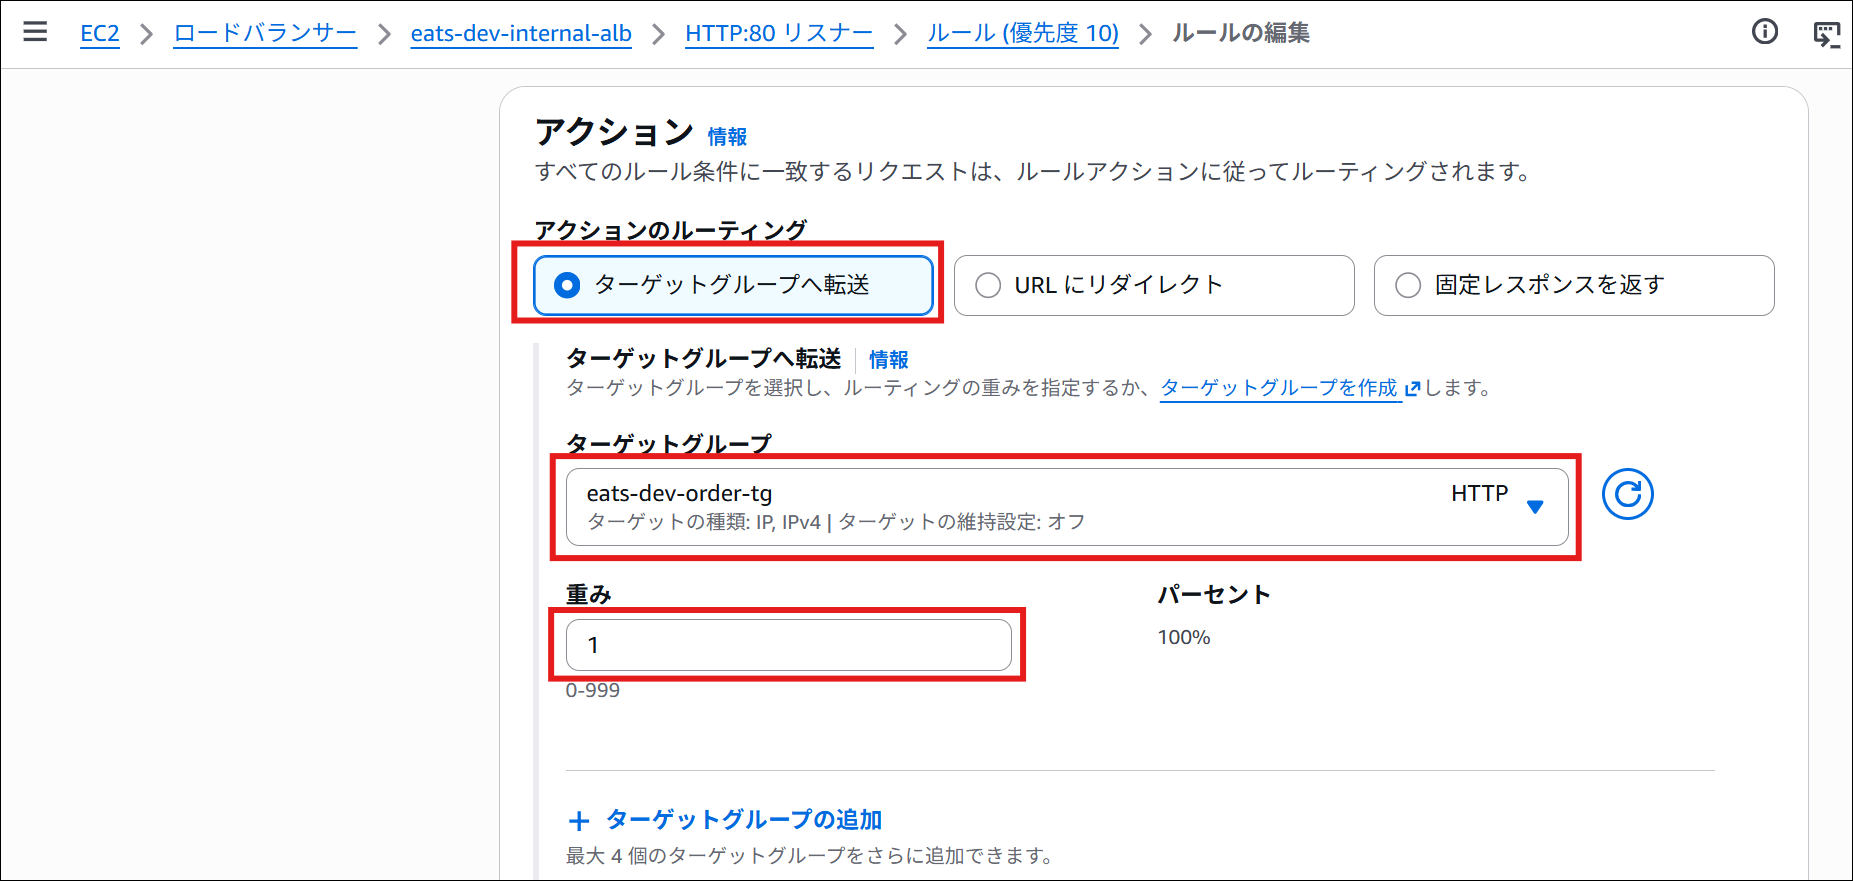 EC2 > ロードバランサー > eats-dev-internal-alb > HTTP:80 リスナー > ルール (優先度 10) > ルールの編集
アクション 情報
すべてのルール条件に一致するリクエストは、ルールアクションに従ってルーティングされます。
アクションのルーティング
ターゲットグループへ転送 URL にリダイレクト 固定レスポンスを返す
ターゲットグループへ転送 情報
ターゲットグループを選択し、ルーティングの重みを指定するか、ターゲットグループを作成 します。
ターゲットグループ
eats-dev-order-tg HTTP
ターゲットの種類: IP, IPv4 | ターゲットの維持設定: オフ
重み パーセント
1 100%
0-999
+ ターゲットグループの追加
最大 4 個のターゲットグループをさらに追加できます。